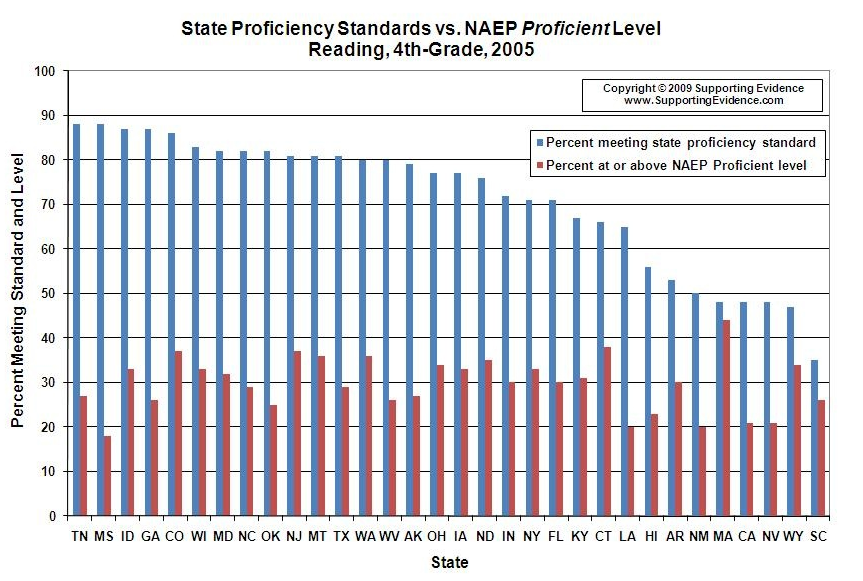 State Proficiency Standards vs. NAEP Proficient Level
Reading, 4th-Grade, 2005
Copyright © 2009 Supporting Evidence
www.SupportingEvidence.com
Percent meeting state proficiency standard
Percent at or above NAEP Proficient level
Percent Meeting Standard and Level
100
90
80
70
60
50
40
30
20
10
0
TN MS ID GA CO WI MD NC OK NJ MT TX WA WV AK OH IA ND IN NY FL KY CT LA HI AR NM MA CA NV WY SC
State